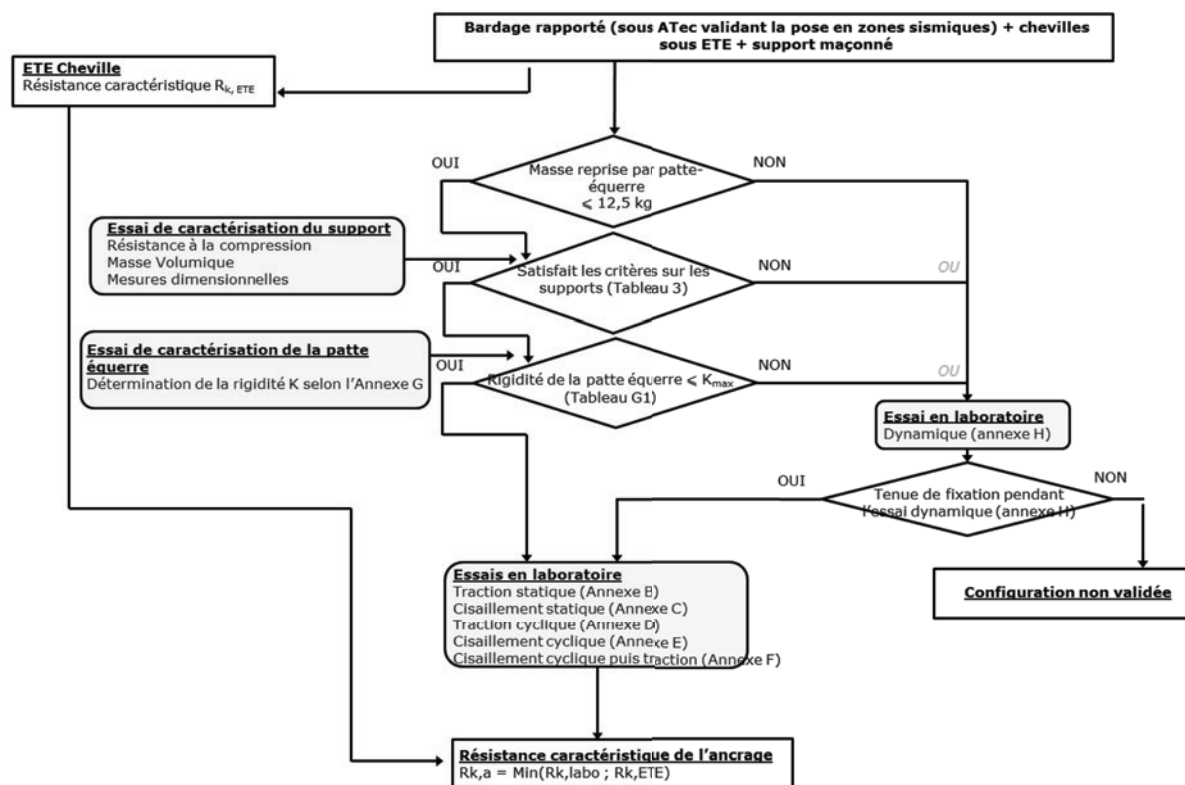 Bardage rapporté (sous ATec validant la pose en zones sismiques) + chevilles
sous ETE + support maçonné
ETE Cheville
Résistance caractéristique Rk, ETE
OUI
Masse reprise par patte-
équerre
⩽ 12,5 kg
NON
Essai de caractérisation du support
Résistance à la compression
Masse Volumique
Mesures dimensionnelles
OUI
Satisfait les critères sur les
supports (Tableau 3)
NON
OU
Essai de caractérisation de la patte
équerre
Détermination de la rigidité K selon l'Annexe G
OUI
Rigidité de la patte équerre ⩽ Kmax
(Tableau G1)
NON
OU
Essai en laboratoire
Dynamique (annexe H)
OUI
Tenue de fixation pendant
l'essai dynamique (annexe H)
NON
Essais en laboratoire
Traction statique (Annexe B)
Cisaillement statique (Annexe C)
Traction cyclique (Annexe D)
Cisaillement cyclique (Annexe E)
Cisaillement cyclique puis traction (Annexe F)
Configuration non validée
Résistance caractéristique de l'ancrage
Rk,a = Min(Rk,labo ; Rk,ETE)